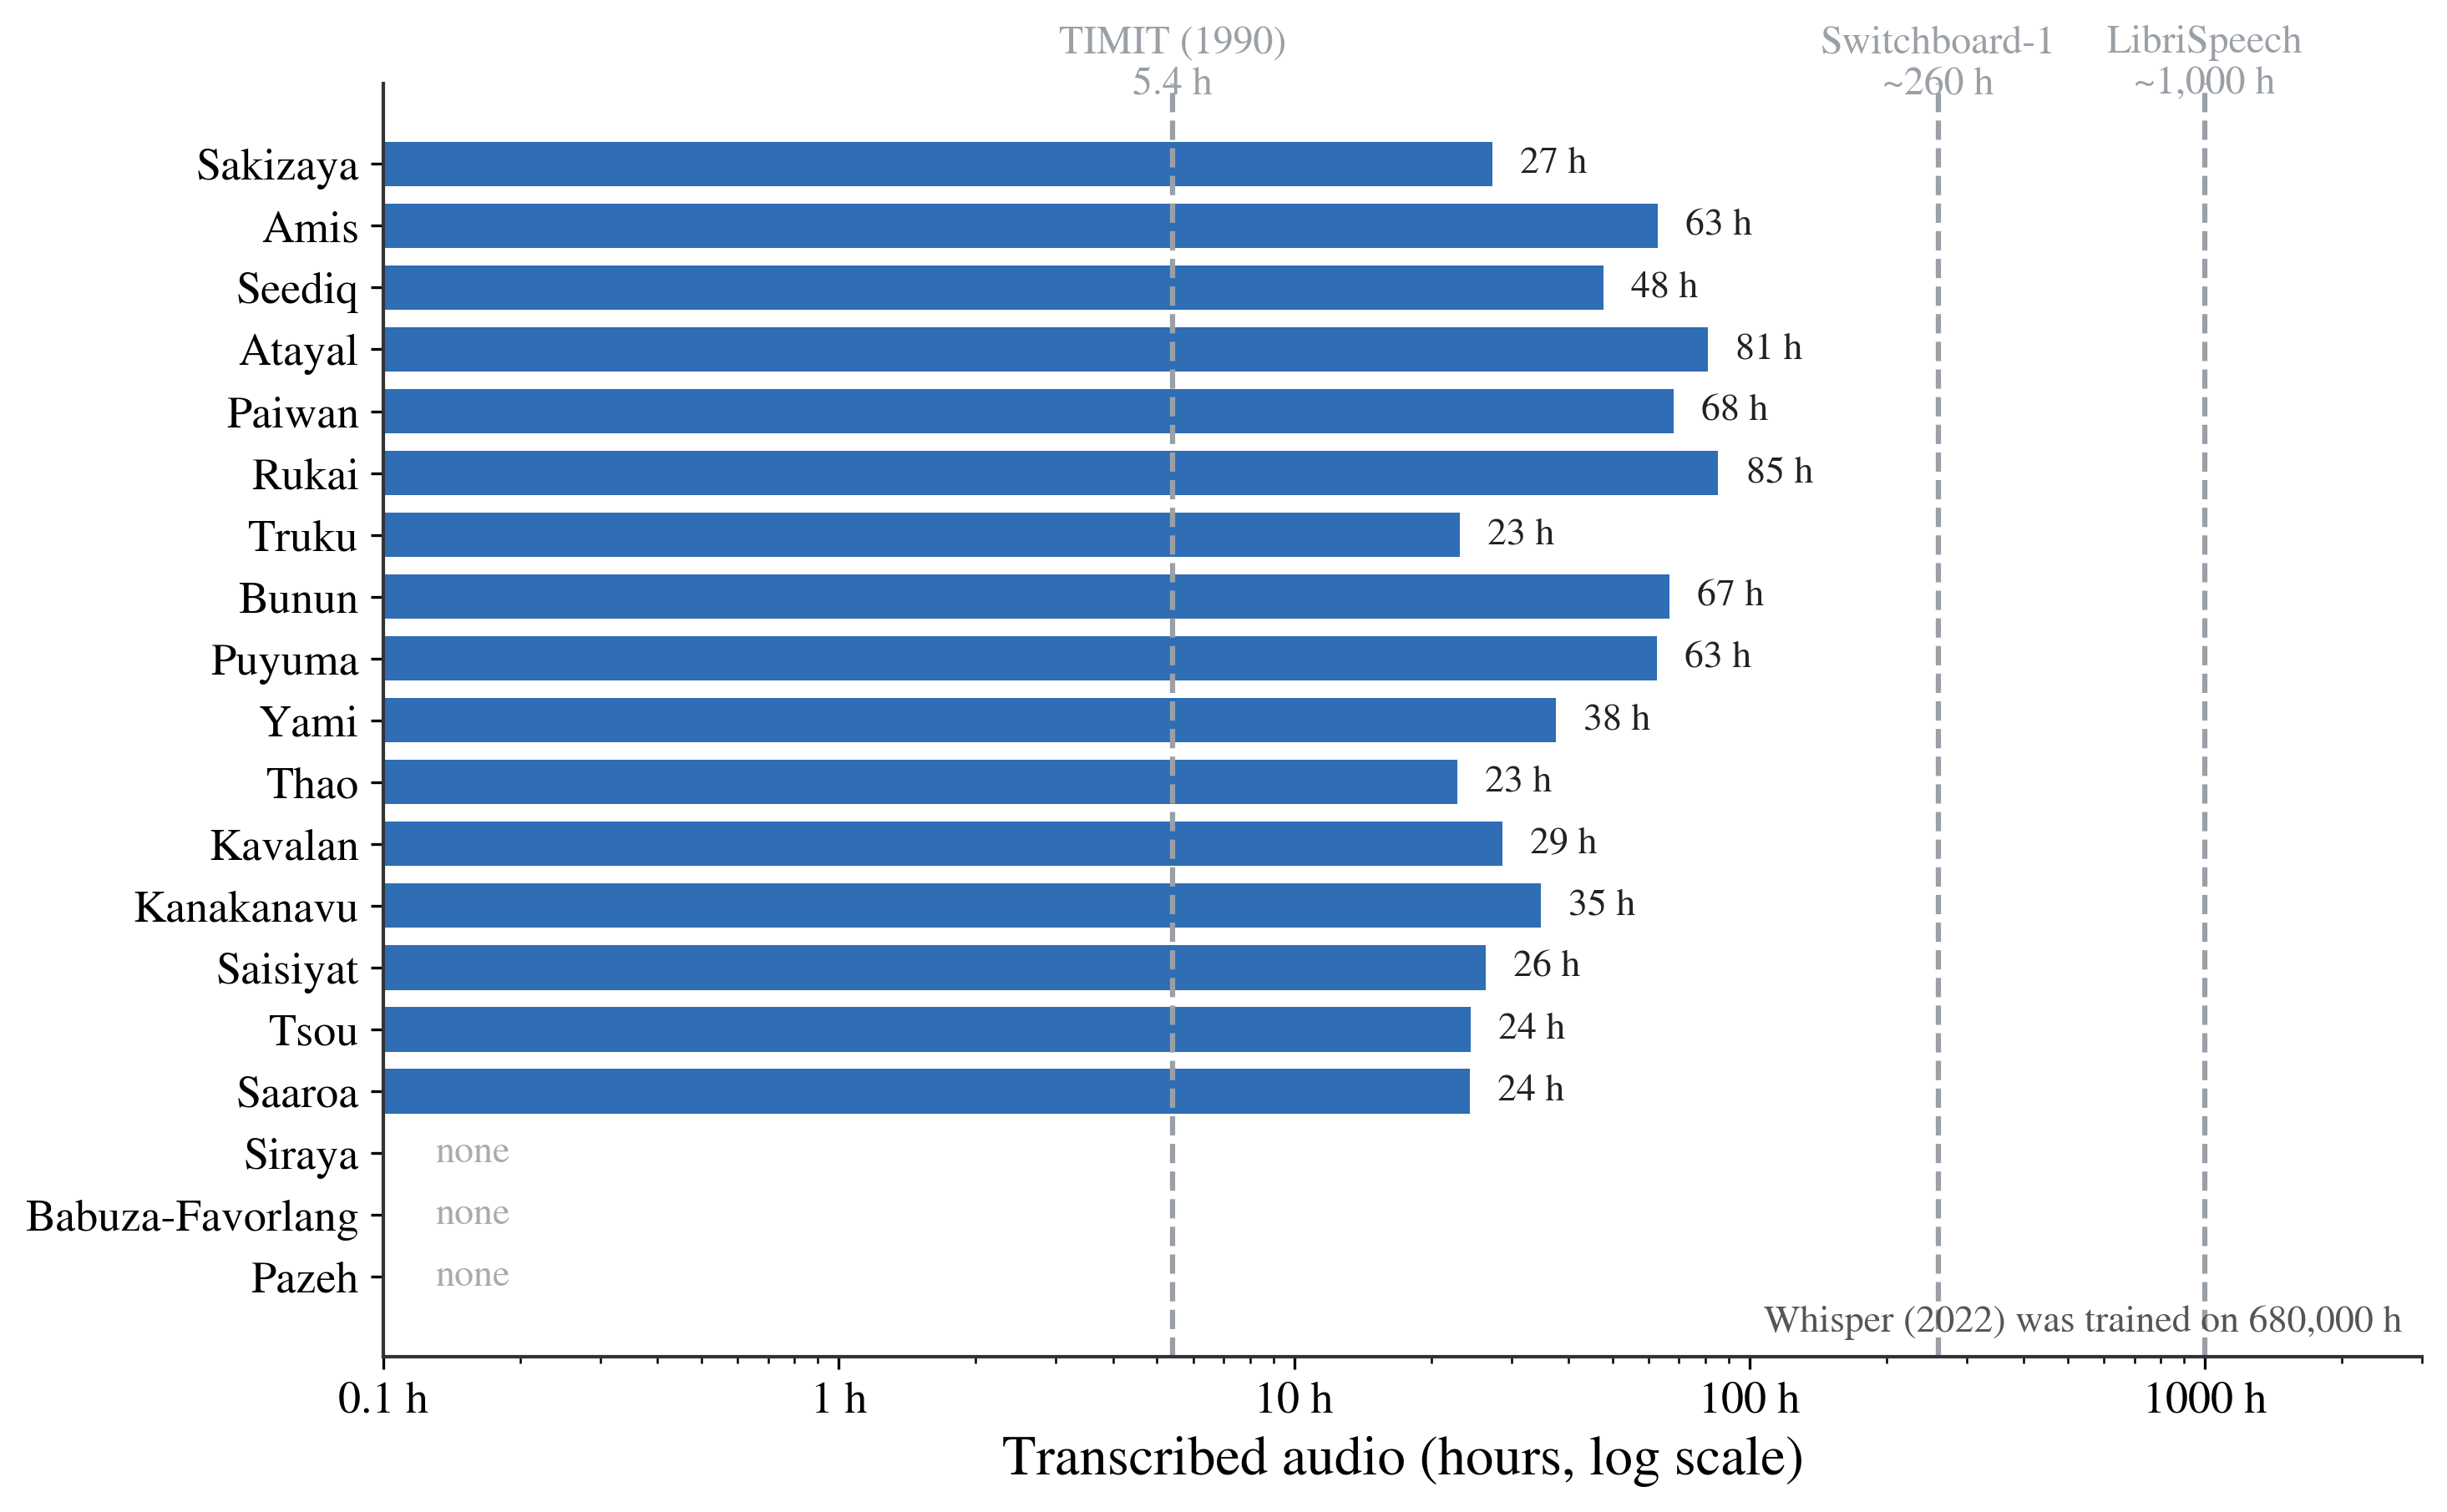 TIMIT (1990)
5.4 h
Switchboard-1
~260 h
LibriSpeech
~1,000 h
Sakizaya 27 h
Amis 63 h
Seediq 48 h
Atayal 81 h
Paiwan 68 h
Rukai 85 h
Truku 23 h
Bunun 67 h
Puyuma 63 h
Yami 38 h
Thao 23 h
Kavalan 29 h
Kanakanavu 35 h
Saisiyat 26 h
Tsou 24 h
Saaroa 24 h
Siraya none
Babuza-Favorlang none
Pazeh none
Whisper (2022) was trained on 680,000 h
0.1 h 1 h 10 h 100 h 1000 h
Transcribed audio (hours, log scale)